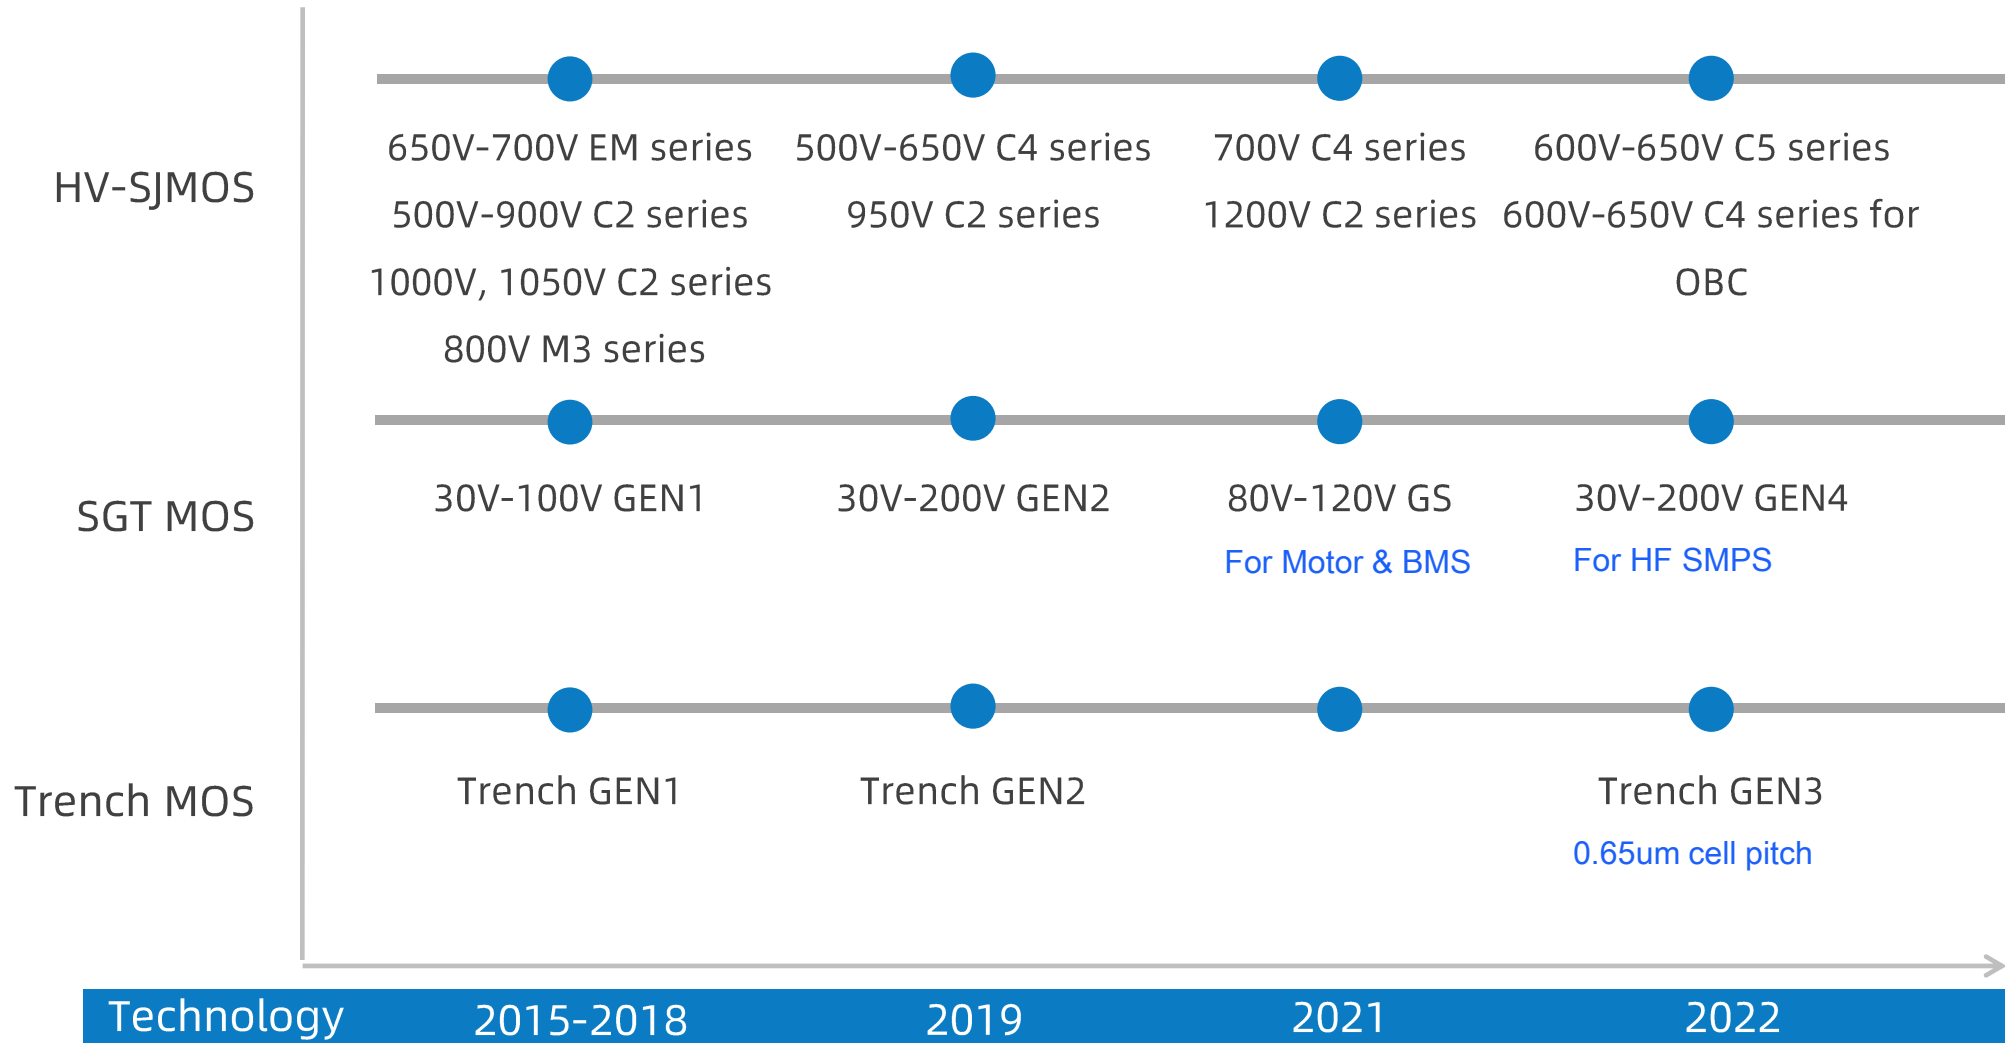 HV-SJMOS
650V-700V EM series
500V-900V C2 series
1000V, 1050V C2 series
800V M3 series
500V-650V C4 series
950V C2 series
700V C4 series
1200V C2 series
600V-650V C5 series
600V-650V C4 series for
OBC
SGT MOS
30V-100V GEN1
30V-200V GEN2
80V-120V GS
For Motor & BMS
30V-200V GEN4
For HF SMPS
Trench MOS
Trench GEN1
Trench GEN2
Trench GEN3
0.65um cell pitch
Technology
2015-2018
2019
2021
2022